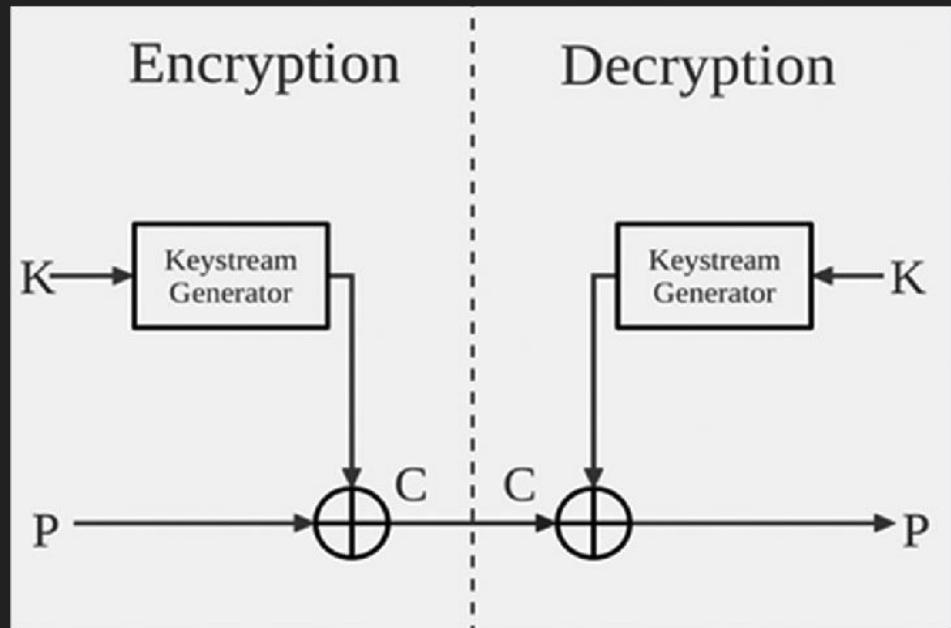 Encryption
Decryption
K
Keystream
Generator
Keystream
Generator
K
C
C
P
P